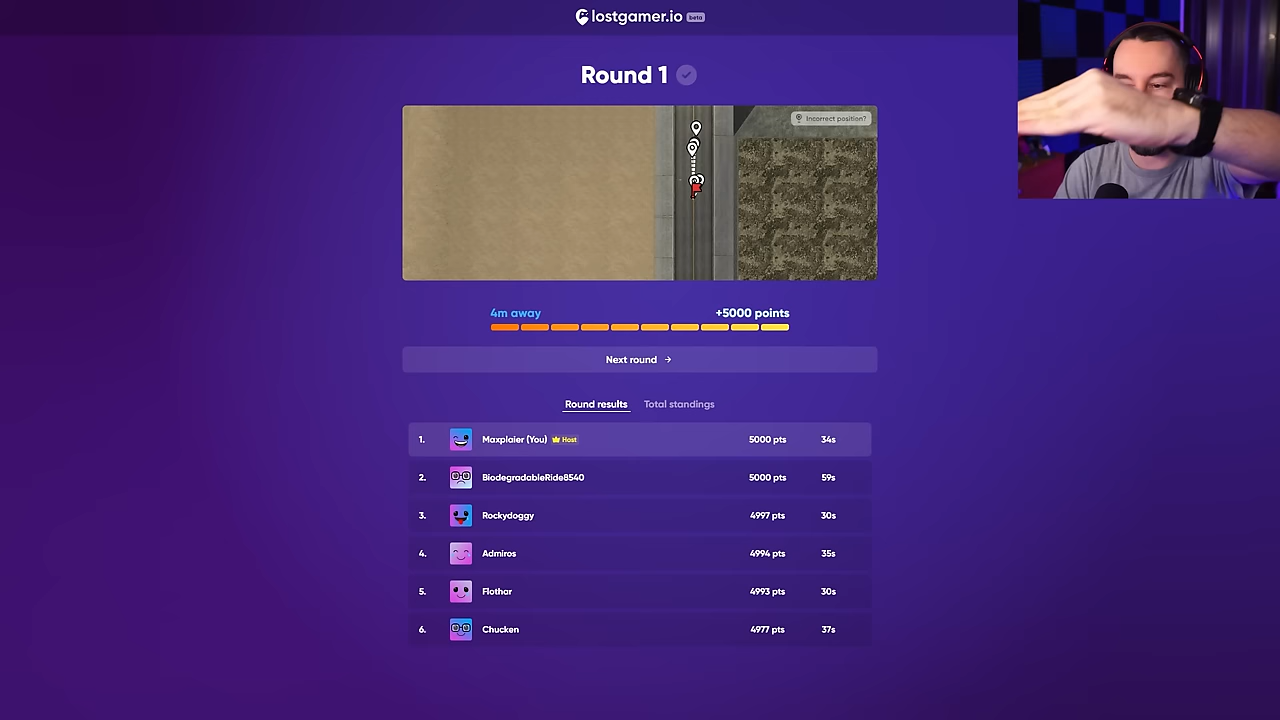 lostgamer.io beta
Round 1
Incorrect position?
4m away
+5000 points
Next round →
Round results Total standings
1. Maxplaier (You) Host 5000 pts 34s
2. BiodegradableRide8540 5000 pts 59s
3. Rockydoggy 4997 pts 30s
4. Admiros 4994 pts 35s
5. Flothar 4993 pts 30s
6. Chucken 4977 pts 37s